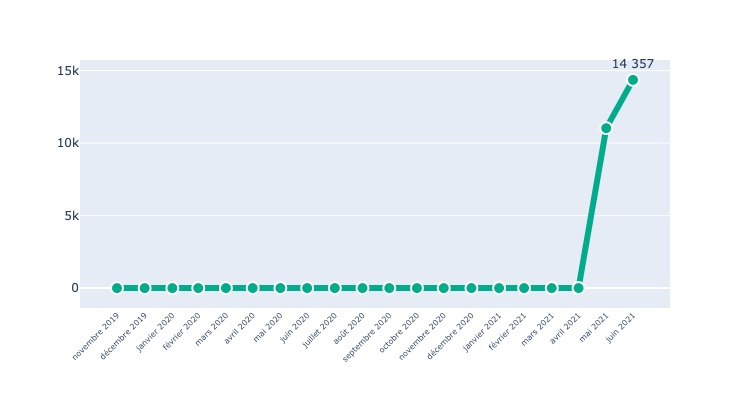 14 357
15k
10k
5k
0
novembre 2019
décembre 2019
janvier 2020
février 2020
mars 2020
avril 2020
mai 2020
juin 2020
juillet 2020
août 2020
septembre 2020
octobre 2020
novembre 2020
décembre 2020
janvier 2021
février 2021
mars 2021
avril 2021
mai 2021
juin 2021